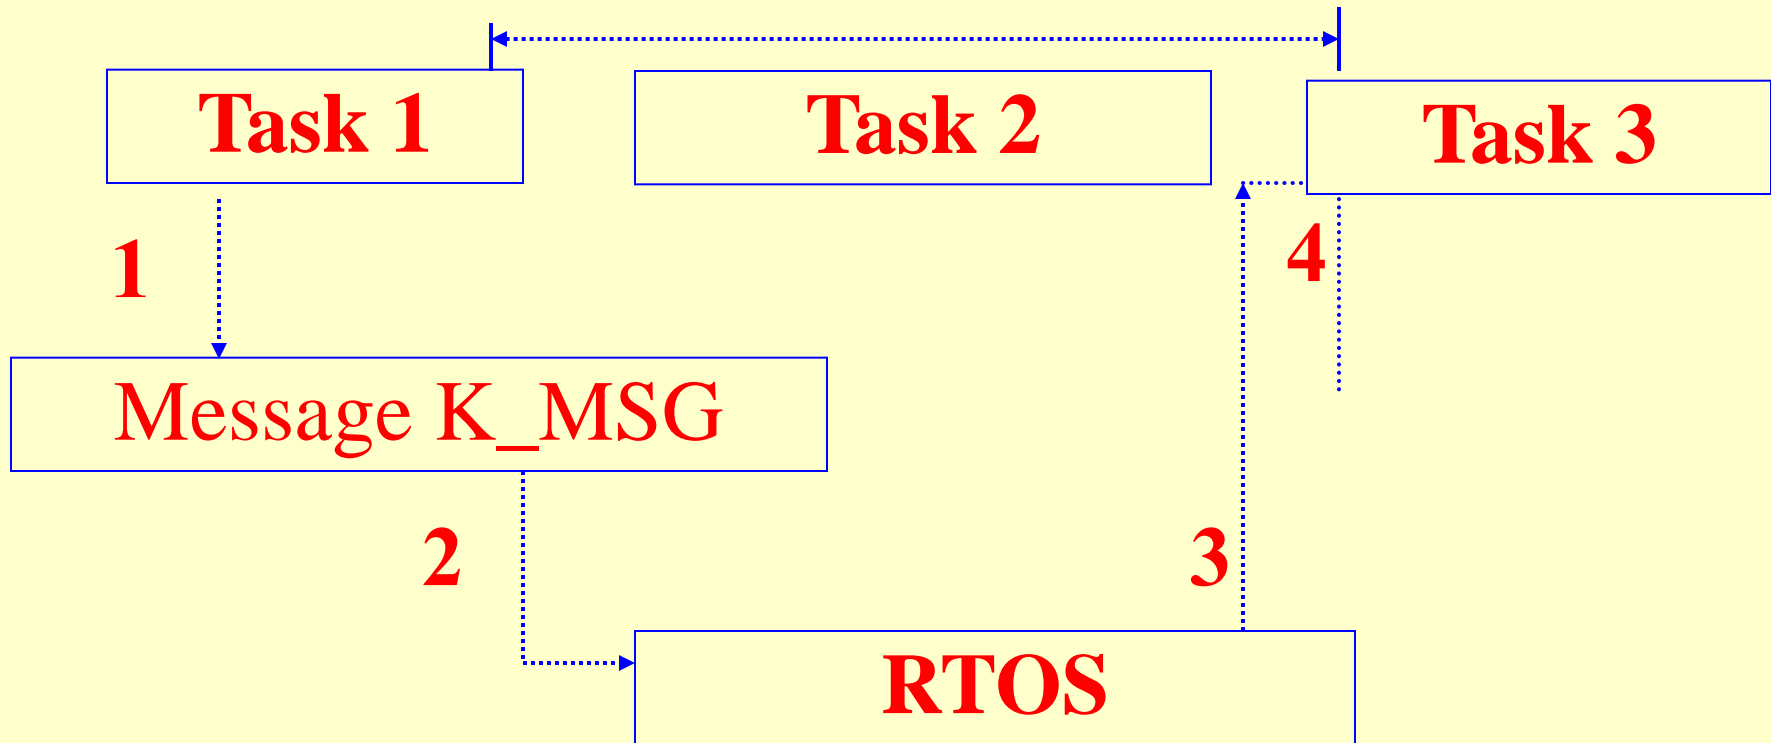 Task 1
Task 2
Task 3
1
4
Message K_MSG
2
3
RTOS